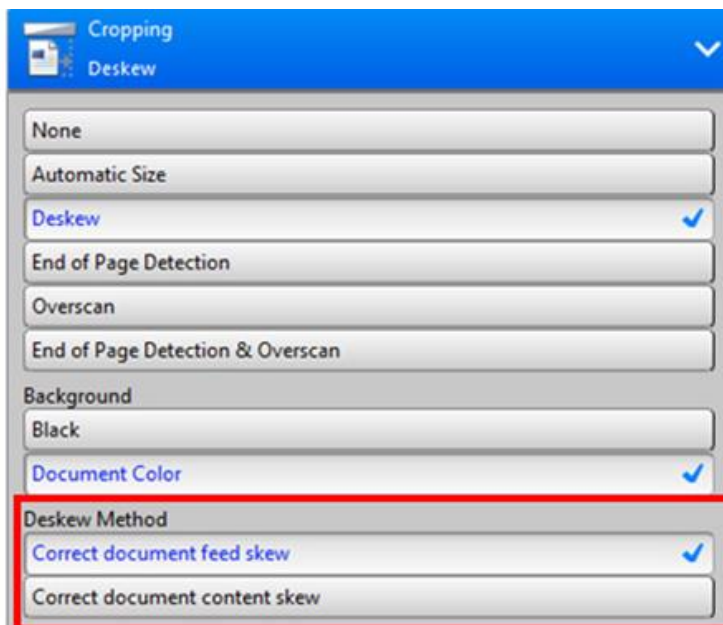 Cropping
Deskew
None
Automatic Size
Deskew
End of Page Detection
Overscan
End of Page Detection & Overscan
Background
Black
Document Color
Deskew Method
Correct document feed skew
Correct document content skew